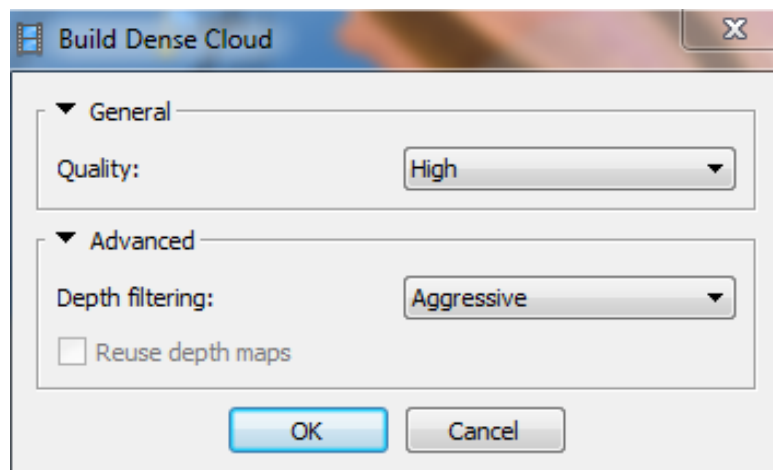 Build Dense Cloud
General
Quality: High
Advanced
Depth filtering: Aggressive
Reuse depth maps
OK Cancel